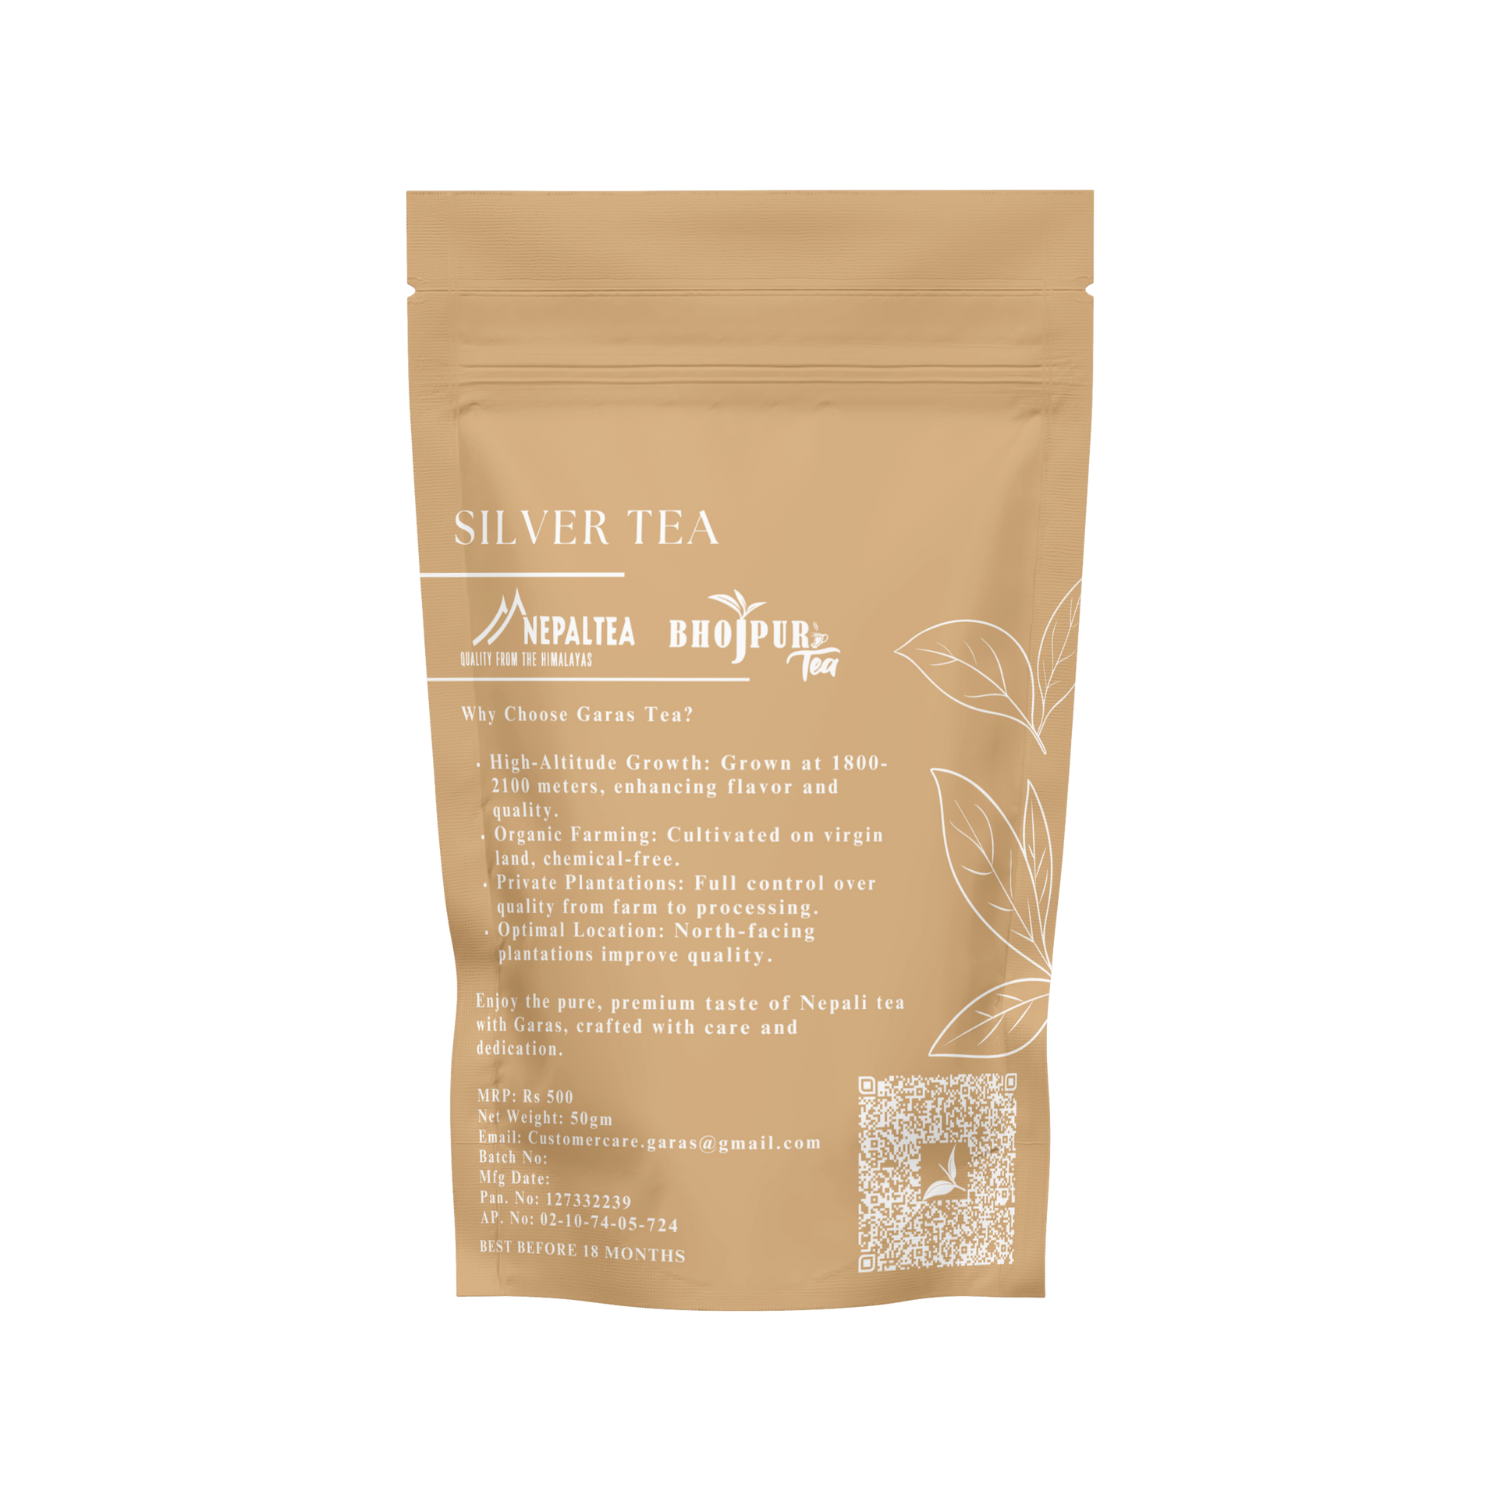 SILVER TEA
NEPALTEA
QUALITY FROM THE HIMALAYAS
BHOJPUR
Tea
Why Choose Garas Tea?
• High-Altitude Growth: Grown at 1800-
2100 meters, enhancing flavor and
quality.
• Organic Farming: Cultivated on virgin
land, chemical-free.
• Private Plantations: Full control over
quality from farm to processing.
• Optimal Location: North-facing
plantations improve quality.
Enjoy the pure, premium taste of Nepali tea
with Garas, crafted with care and
dedication.
MRP: Rs 500
Net Weight: 50gm
Email: Customercare.garas@gmail.com
Batch No:
Mfg Date:
Pan. No: 127332239
AP. No: 02-10-74-05-724
BEST BEFORE 18 MONTHS